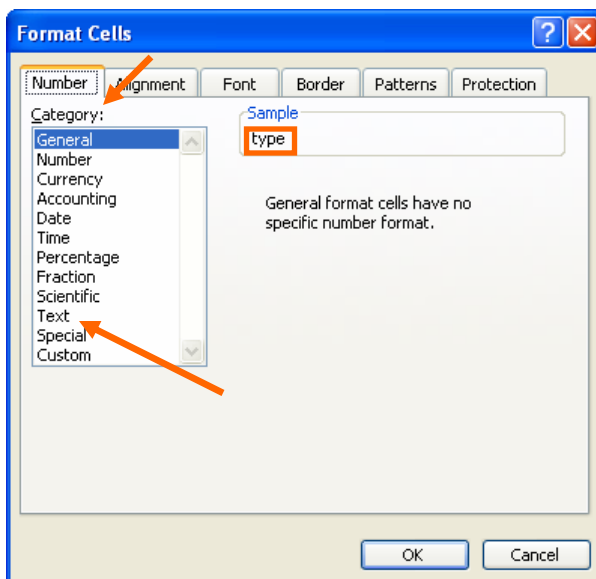 Format Cells
Number Alignment Font Border Patterns Protection
Category:
General
Number
Currency
Accounting
Date
Time
Percentage
Fraction
Scientific
Text
Special
Custom
Sample
type
General format cells have no
specific number format.
OK Cancel